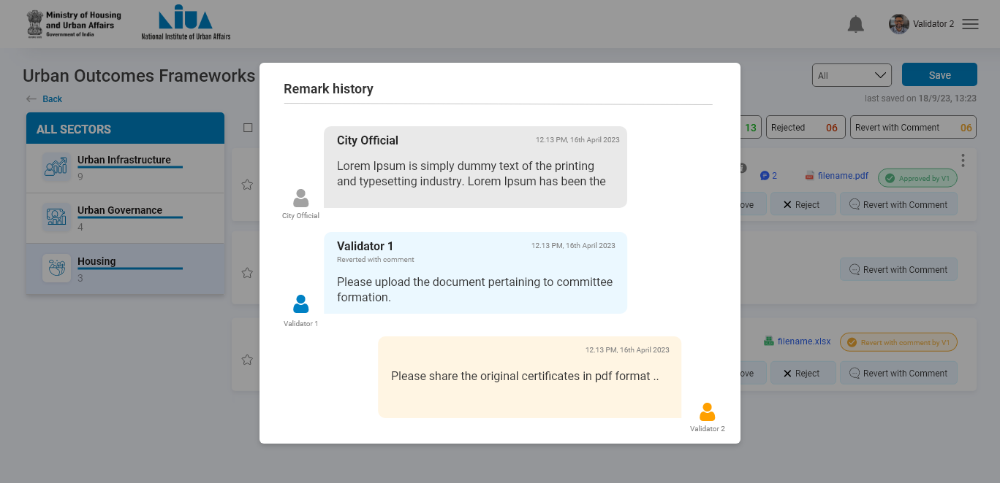 Ministry of Housing
and Urban Affairs
Government of India
NIUA
National Institute of Urban Affairs
Validator 2
Urban Outcomes Frameworks
Back
All
Save
last saved on 18/9/23, 13:23
ALL SECTORS
Urban Infrastructure
9
Urban Governance
4
Housing
3
13
Rejected 06
Revert with Comment 06
2
filename.pdf
Approved by V1
ove
Reject
Revert with Comment
Revert with Comment
filename.xlsx
Revert with comment by V1
ove
Reject
Revert with Comment
Remark history
City Official
12.13 PM, 16th April 2023
Lorem Ipsum is simply dummy text of the printing
and typesetting industry. Lorem Ipsum has been the
City Official
Validator 1
12.13 PM, 16th April 2023
Reverted with comment
Please upload the document pertaining to committee
formation.
Validator 1
12.13 PM, 16th April 2023
Please share the original certificates in pdf format ..
Validator 2